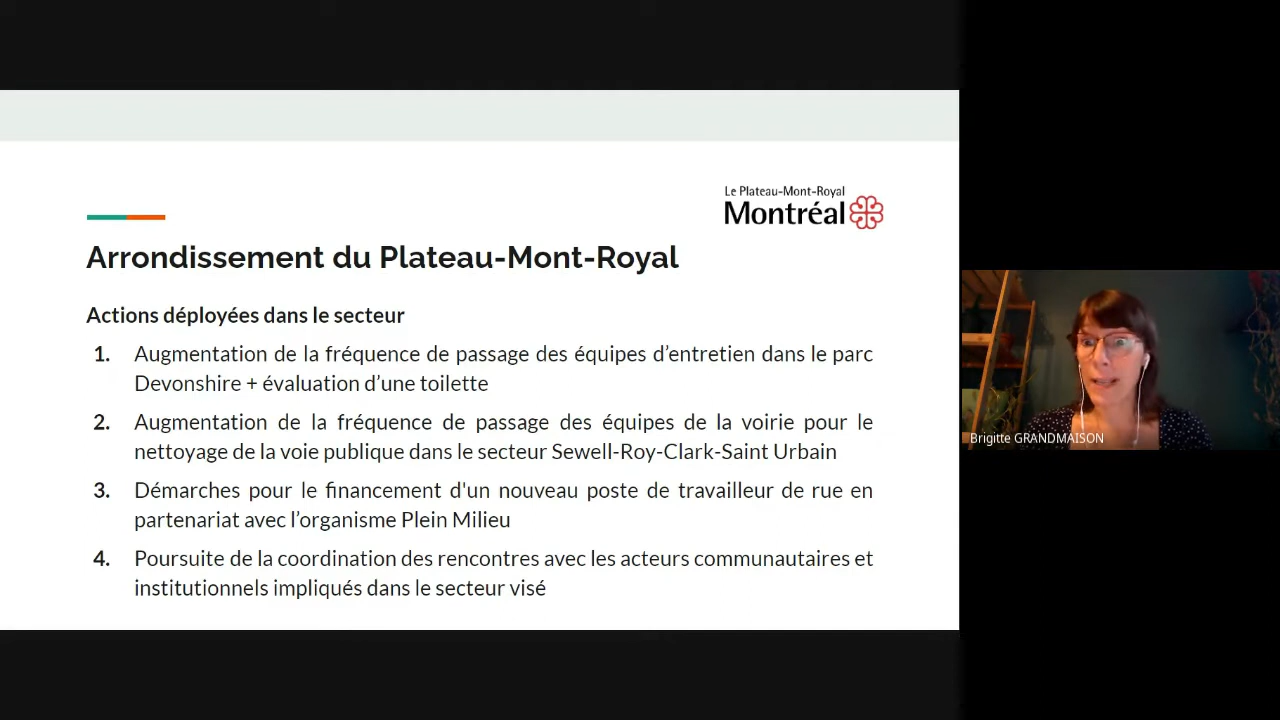 Le Plateau-Mont-Royal
Montréal
Arrondissement du Plateau-Mont-Royal
Actions déployées dans le secteur
1. Augmentation de la fréquence de passage des équipes d’entretien dans le parc
Devonshire + évaluation d’une toilette
2. Augmentation de la fréquence de passage des équipes de la voirie pour le
nettoyage de la voie publique dans le secteur Sewell-Roy-Clark-Saint Urbain
3. Démarches pour le financement d'un nouveau poste de travailleur de rue en
partenariat avec l’organisme Plein Milieu
4. Poursuite de la coordination des rencontres avec les acteurs communautaires et
institutionnels impliqués dans le secteur visé
Brigitte GRANDMAISON